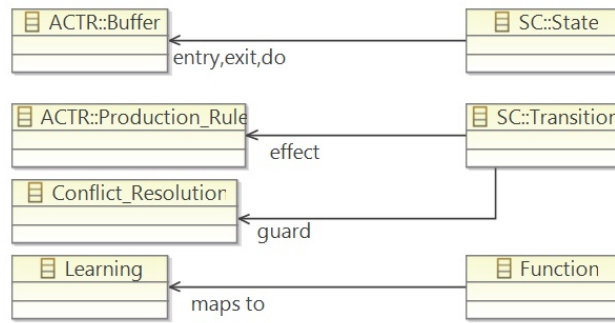 ACTR::Buffer
SC::State
entry,exit,do
ACTR::Production_Rule
SC::Transition
effect
Conflict_Resolution
guard
Learning
Function
maps to